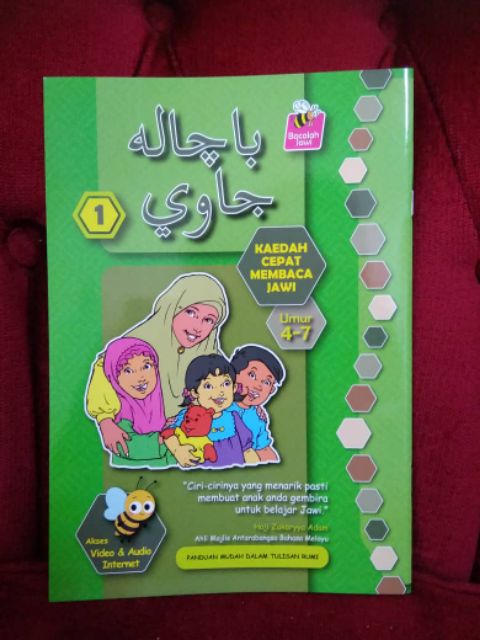 باچاله
جاوي
Bacalah
Jawi
1
KAEDAH
CEPAT
MEMBACA
JAWI
Umur
4-7
"Ciri-cirinya yang menarik pasti
membuat anak anda gembira
untuk belajar Jawi."
Haji Zakaryya Adam
Ahli Majlis Antarabangsa Bahasa Melayu
PANDUAN MUDAH DALAM TULISAN RUMI
Akses
Video & Audio
Internet